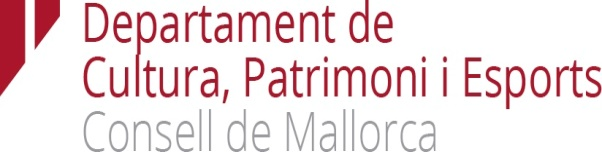 Departament de
Cultura, Patrimoni i Esports
Consell de Mallorca